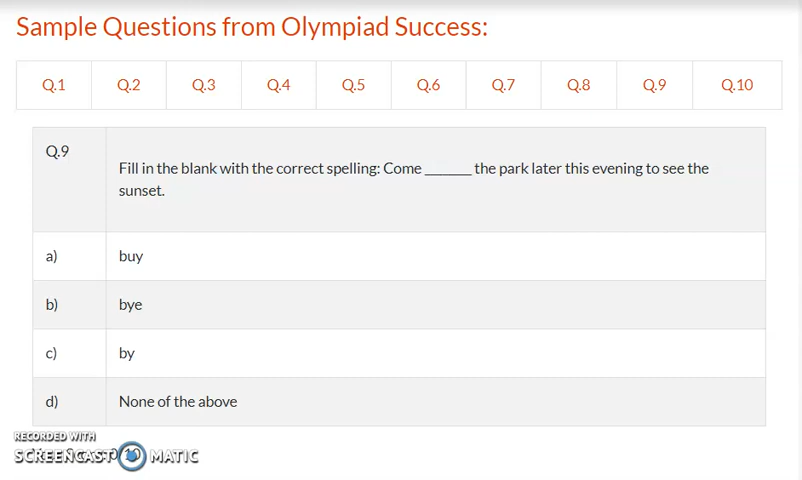 Sample Questions from Olympiad Success:
Q.1 Q.2 Q.3 Q.4 Q.5 Q.6 Q.7 Q.8 Q.9 Q.10
Q.9
Fill in the blank with the correct spelling: Come ______ the park later this evening to see the
sunset.
a) buy
b) bye
c) by
d) None of the above
RECORDED WITH
SCREENCAST MATIC